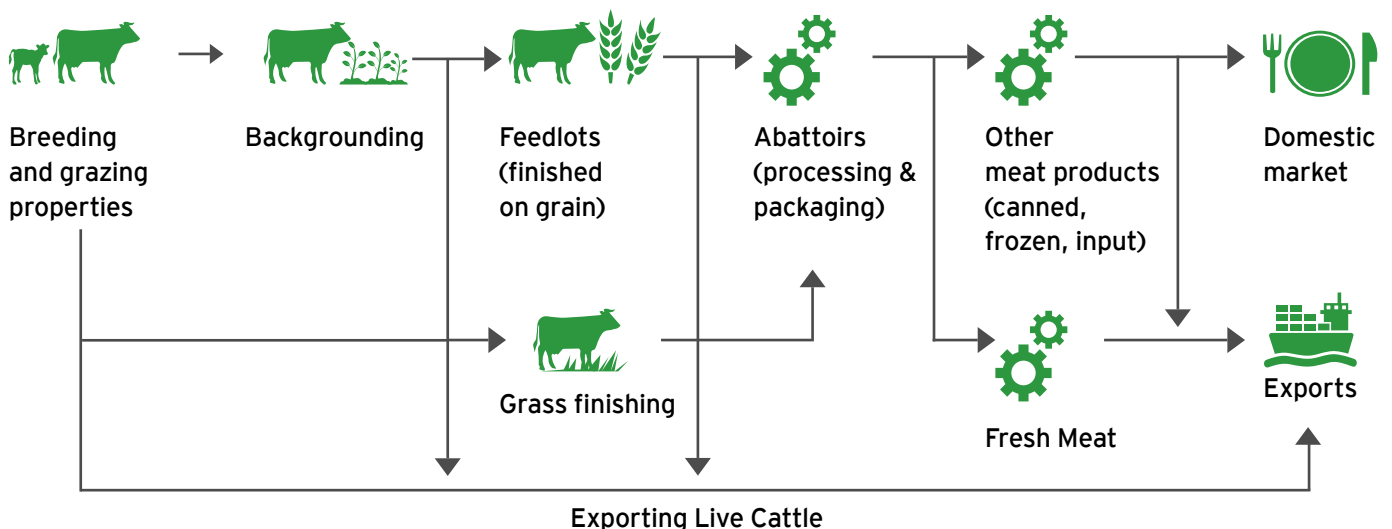 Breeding
and grazing
properties
Backgrounding
Feedlots
(finished
on grain)
Abattoirs
(processing &
packaging)
Other
meat products
(canned,
frozen, input)
Domestic
market
Grass finishing
Fresh Meat
Exports
Exporting Live Cattle